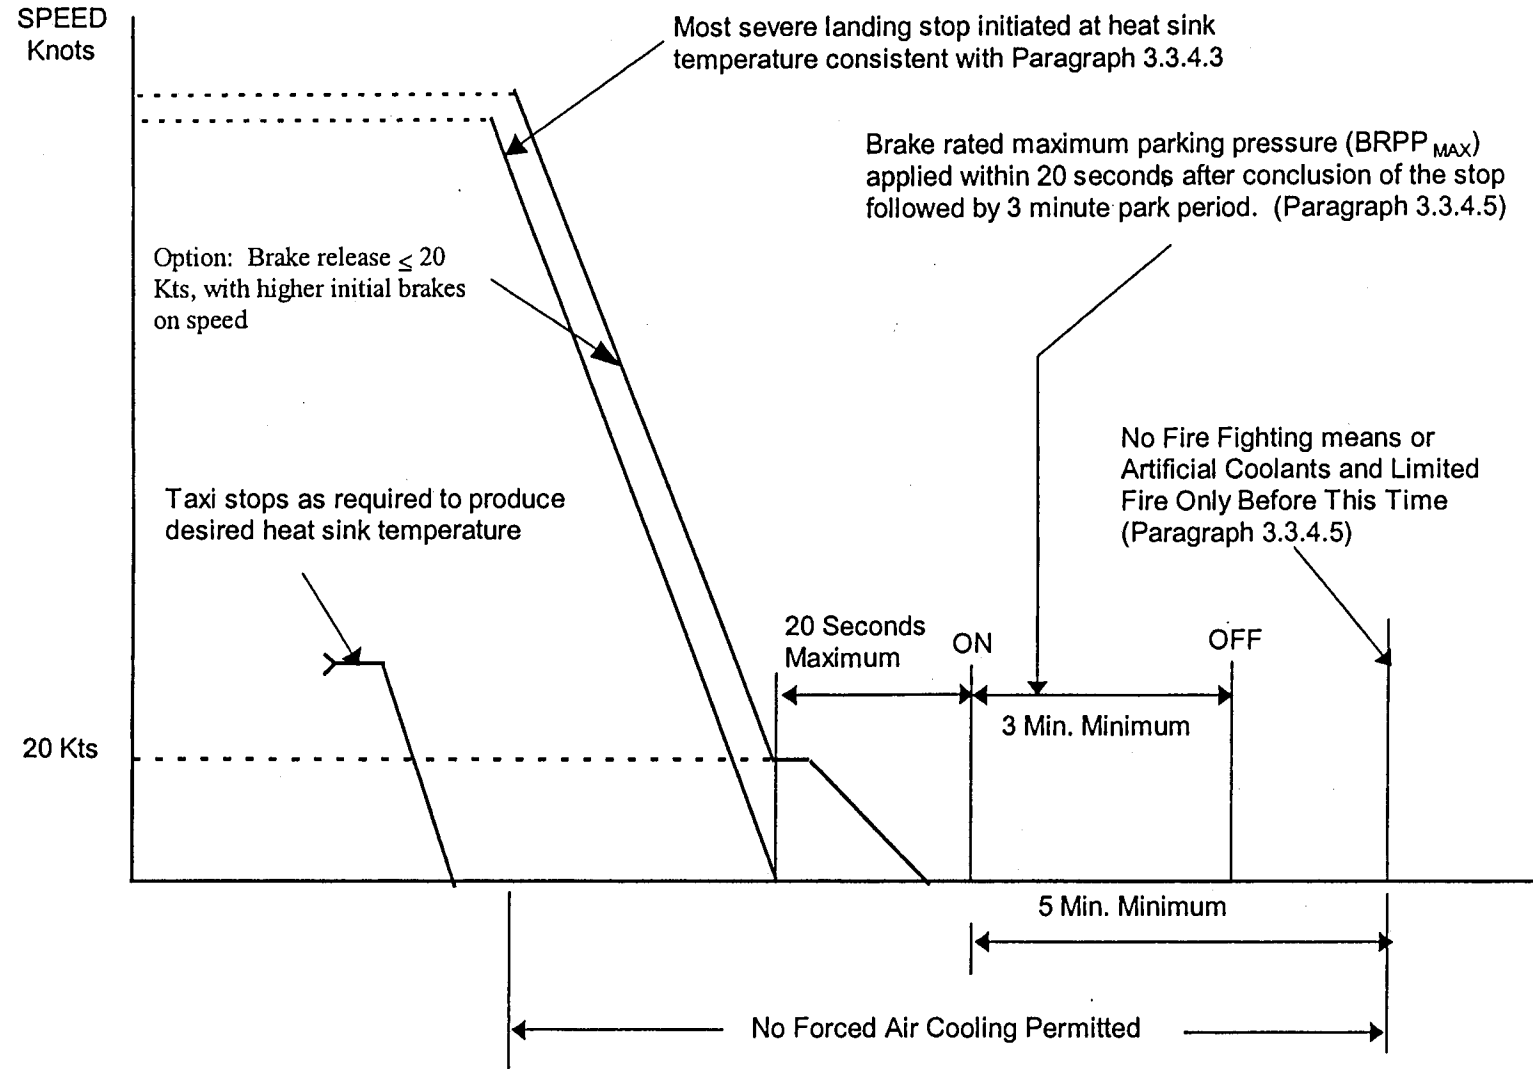 SPEED
Knots
Most severe landing stop initiated at heat sink
temperature consistent with Paragraph 3.3.4.3
Brake rated maximum parking pressure (BRPP MAX)
applied within 20 seconds after conclusion of the stop
followed by 3 minute park period. (Paragraph 3.3.4.5)
Option: Brake release ≤ 20
Kts, with higher initial brakes
on speed
No Fire Fighting means or
Artificial Coolants and Limited
Fire Only Before This Time
(Paragraph 3.3.4.5)
Taxi stops as required to produce
desired heat sink temperature
20 Seconds
Maximum
ON
OFF
3 Min. Minimum
20 Kts
5 Min. Minimum
No Forced Air Cooling Permitted